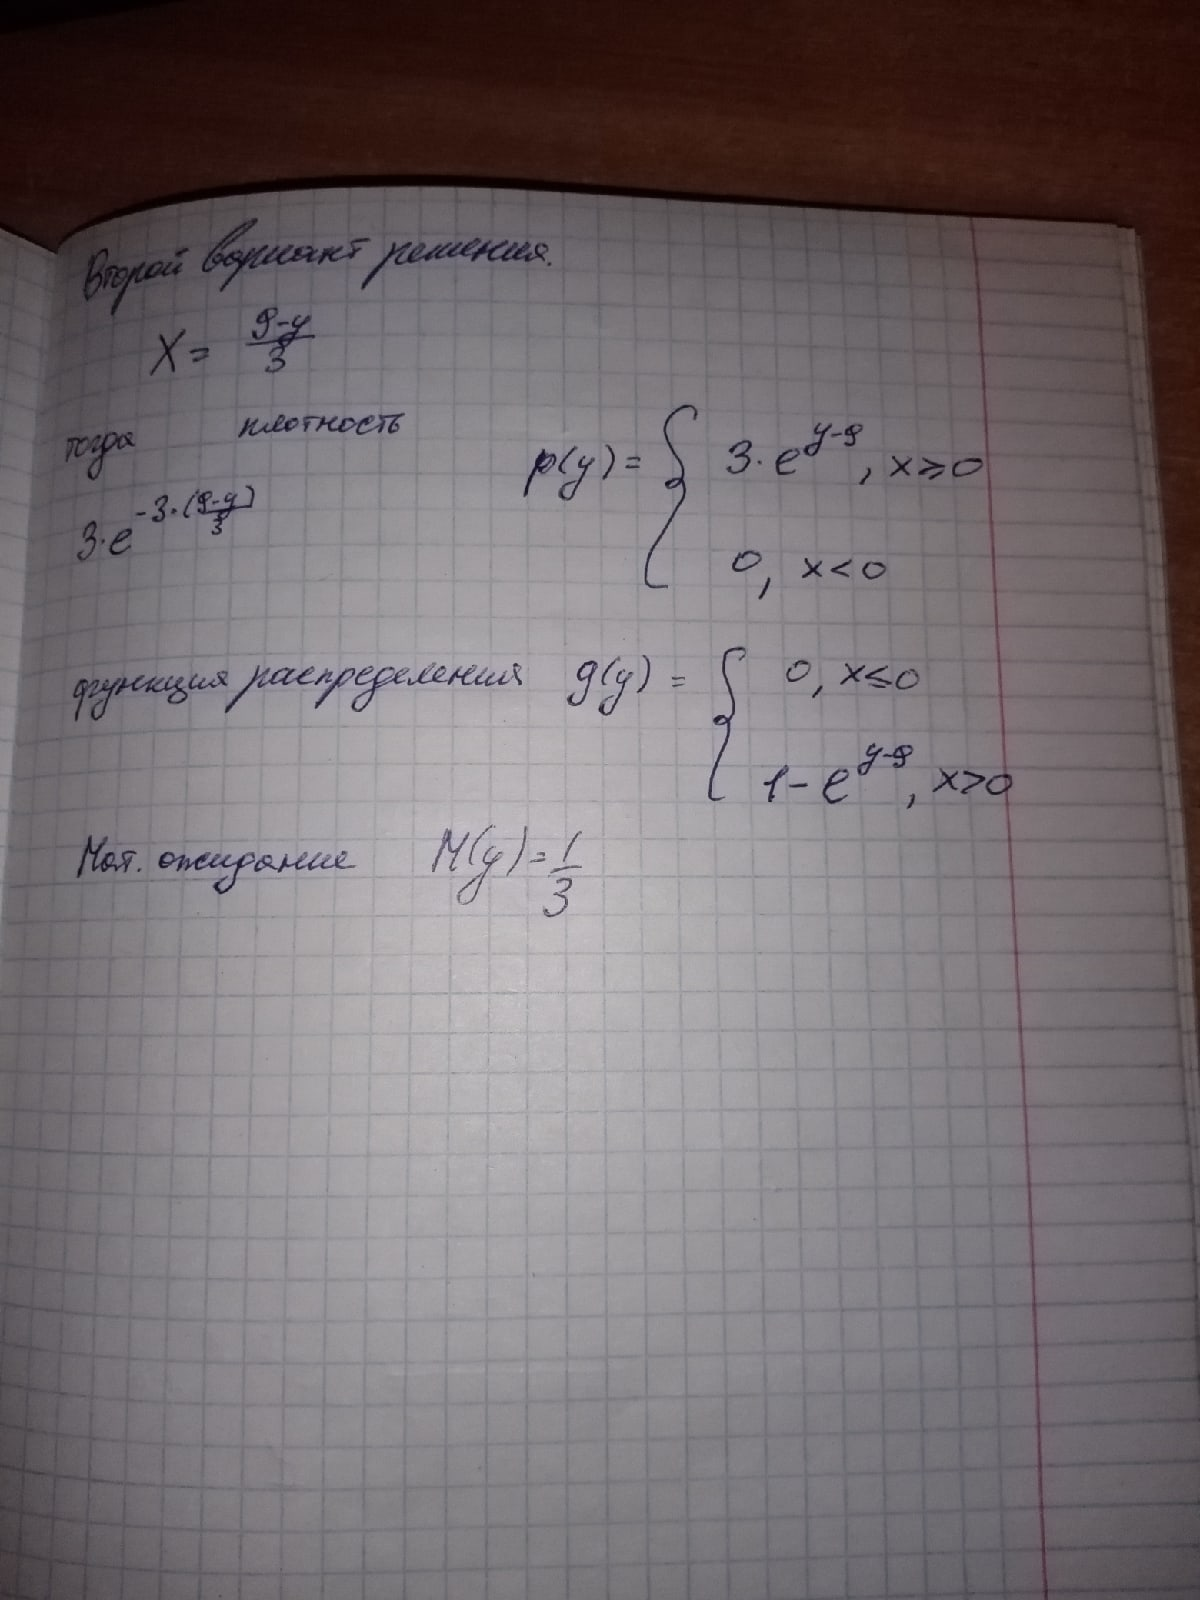 Второй вариант решения.
X = (9-y)/3
тогда плотность
3·e^(-3·((9-y)/3))
p(y) = { 3·e^(y-9), x≥0
0, x<0
функция распределения g(y) = { 0, x≤0
1-e^(y-9), x>0
Мат. ожидание M(y) = 1/3